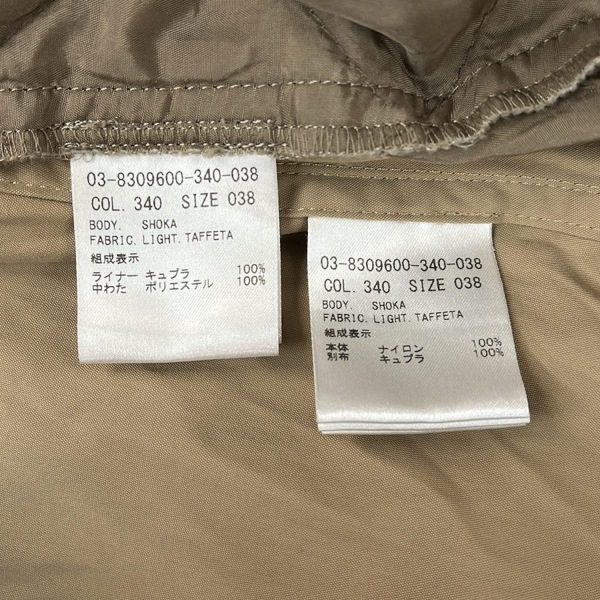 03-8309600-340-038
COL. 340 SIZE 038
BODY. SHOKA
FABRIC. LIGHT. TAFFETA
組成表示
ライナー キュプラ 100%
中わた ポリエステル 100%
03-8309600-340-038
COL. 340 SIZE 038
BODY. SHOKA
FABRIC. LIGHT. TAFFETA
組成表示
本体 ナイロン 100%
別布 キュプラ 100%